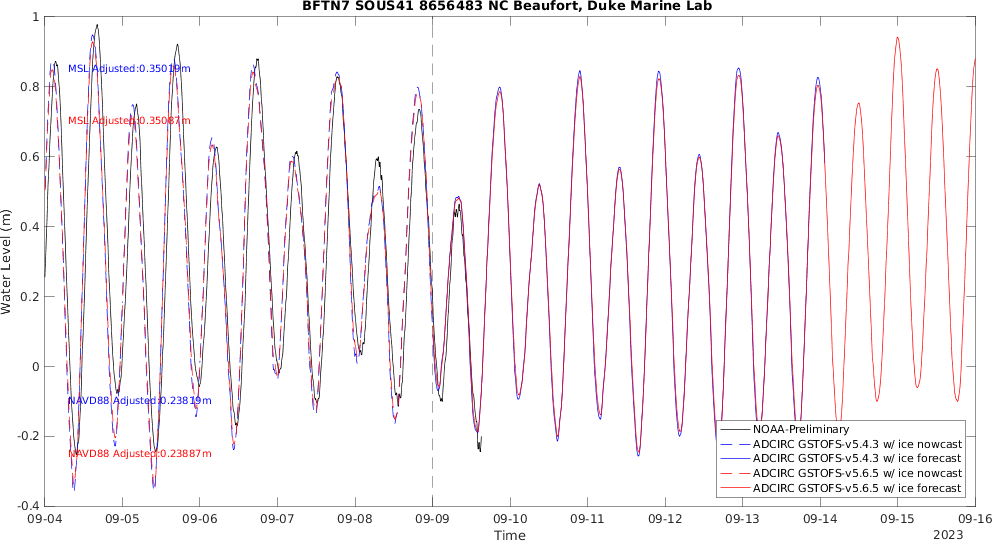 BFTN7 SOUS41 8656483 NC Beaufort, Duke Marine Lab
1
0.8
0.6
0.4
0.2
0
-0.2
-0.4
Water Level (m)
MSL Adjusted:0.35019m
MSL Adjusted:0.35087m
NAVD88 Adjusted:0.23819m
NAVD88 Adjusted:0.23887m
NOAA-Preliminary
ADCIRC GSTOFS-v5.4.3 w/ ice nowcast
ADCIRC GSTOFS-v5.4.3 w/ ice forecast
ADCIRC GSTOFS-v5.6.5 w/ ice nowcast
ADCIRC GSTOFS-v5.6.5 w/ ice forecast
09-04 09-05 09-06 09-07 09-08 09-09 09-10 09-11 09-12 09-13 09-14 09-15 09-16
Time
2023